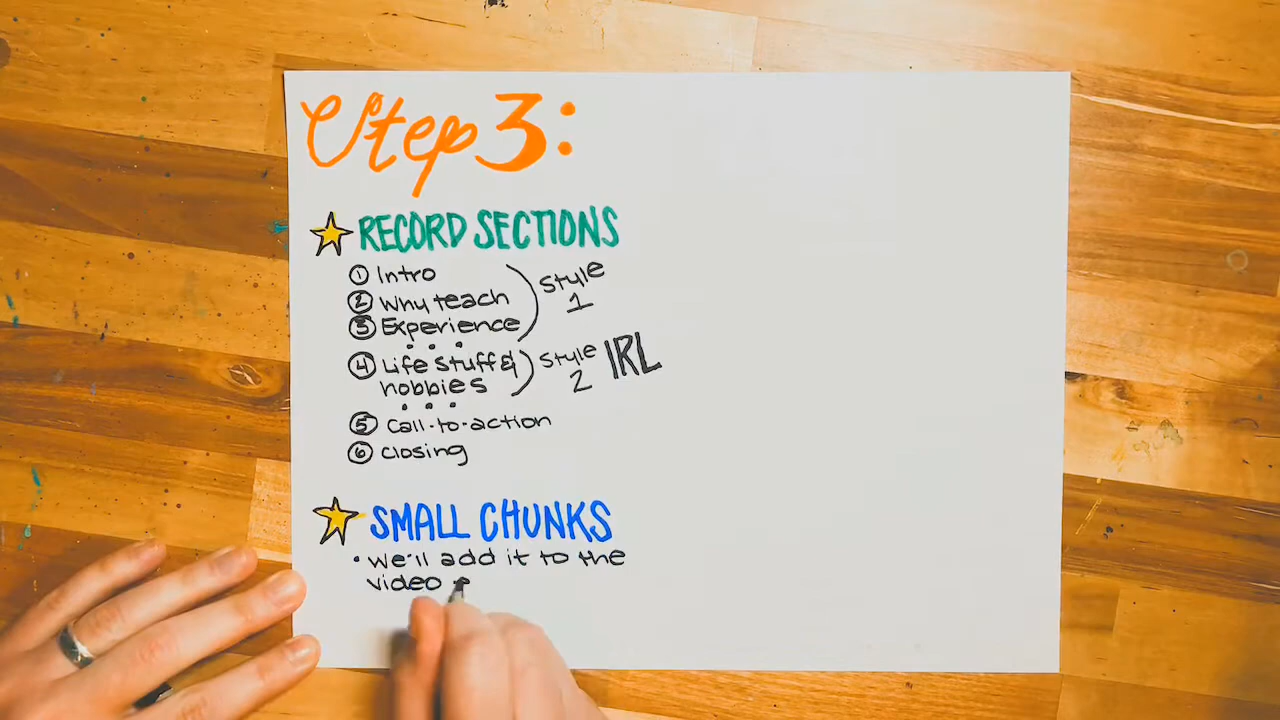 Step 3:
RECORD SECTIONS
① Intro
② Why teach
③ Experience
Style
1
④ Life stuff &
hobbies
Style
2
IRL
⑤ Call-to-action
⑥ Closing
SMALL CHUNKS
• We'll add it to the
video